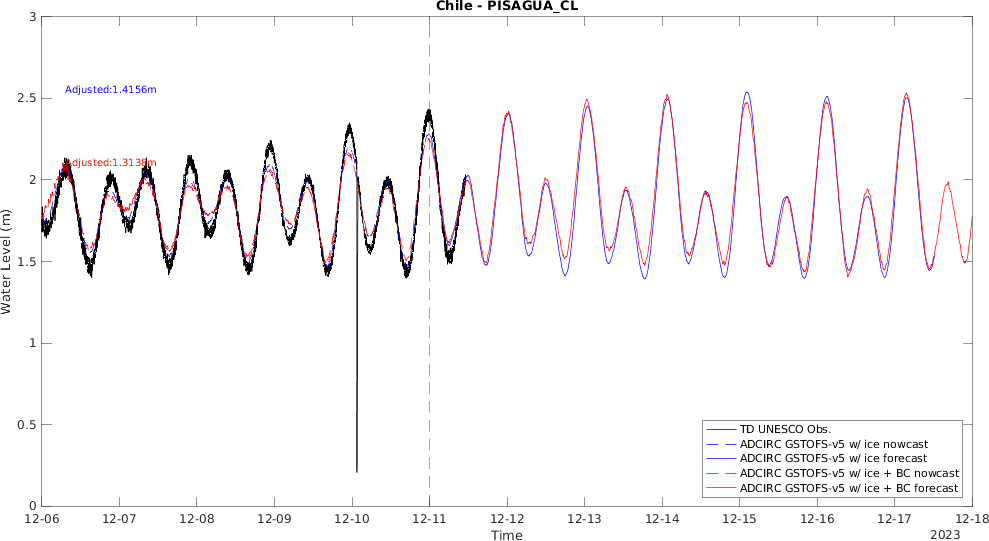 Chile - PISAGUA_CL
3
2.5
2
1.5
1
0.5
0
Water Level (m)
Adjusted:1.4156m
Adjusted:1.3138m
TD UNESCO Obs.
ADCIRC GSTOFS-v5 w/ ice nowcast
ADCIRC GSTOFS-v5 w/ ice forecast
ADCIRC GSTOFS-v5 w/ ice + BC nowcast
ADCIRC GSTOFS-v5 w/ ice + BC forecast
12-06 12-07 12-08 12-09 12-10 12-11 12-12 12-13 12-14 12-15 12-16 12-17 12-18
Time
2023